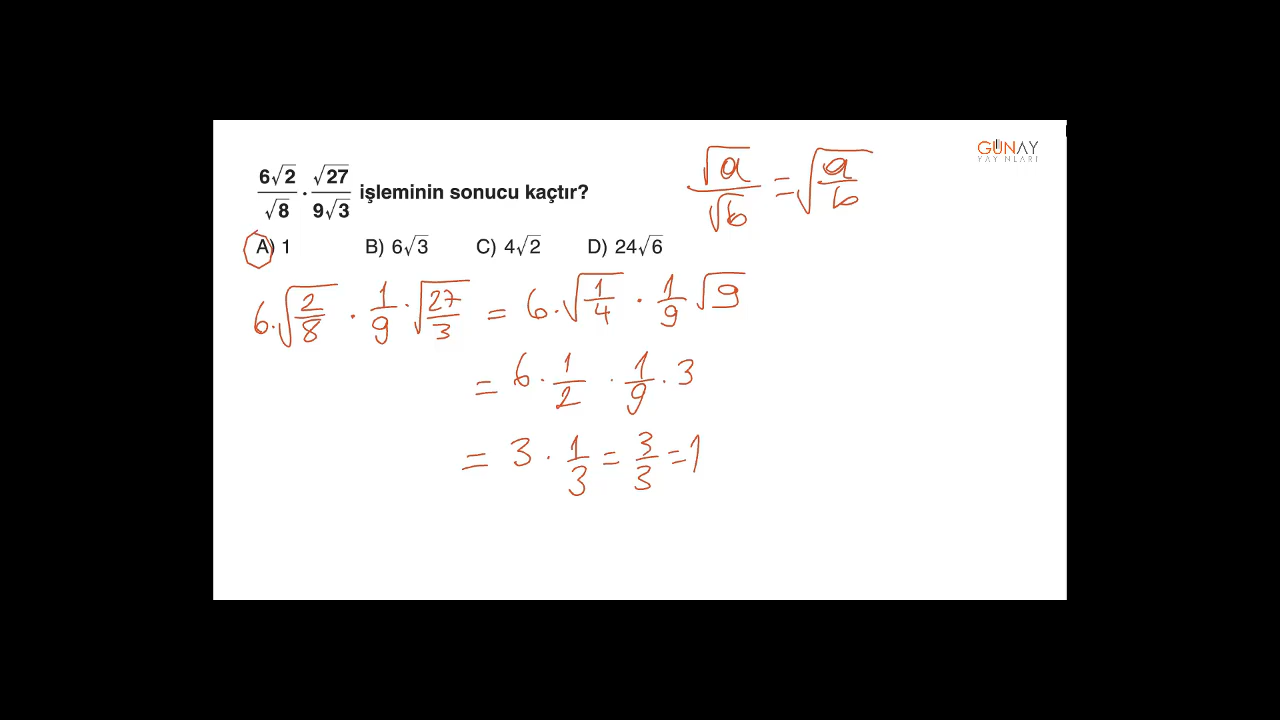 GÜNAY
YAYINLARI
6√2/√8 · √27/9√3 işleminin sonucu kaçtır?
A) 1 B) 6√3 C) 4√2 D) 24√6
√a/√b = √(a/b)
6·√(2/8) · 1/9 · √(27/3) = 6·√(1/4) · 1/9 √9
= 6 · 1/2 · 1/9 · 3
= 3 · 1/3 = 3/3 = 1